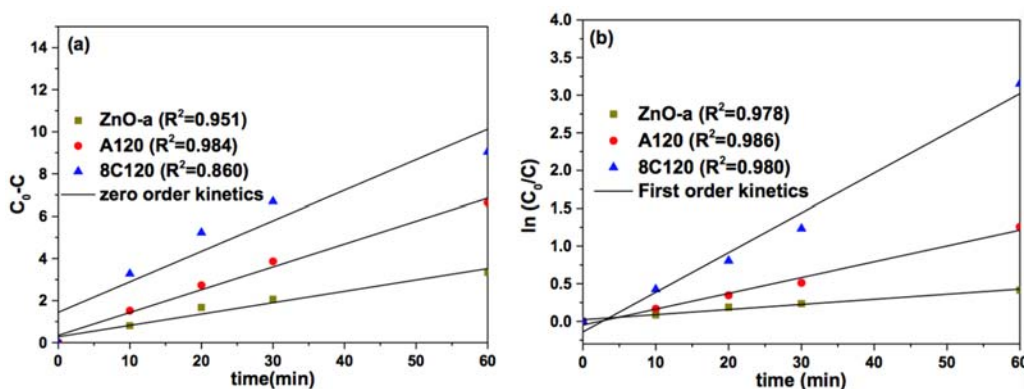 (a)
ZnO-a (R²=0.951)
A120 (R²=0.984)
8C120 (R²=0.860)
zero order kinetics
C₀-C
14
12
10
8
6
4
2
0
0 10 20 30 40 50 60
time(min)
(b)
ZnO-a (R²=0.978)
A120 (R²=0.986)
8C120 (R²=0.980)
First order kinetics
ln (C₀/C)
4.0
3.5
3.0
2.5
2.0
1.5
1.0
0.5
0.0
0 10 20 30 40 50 60
time (min)